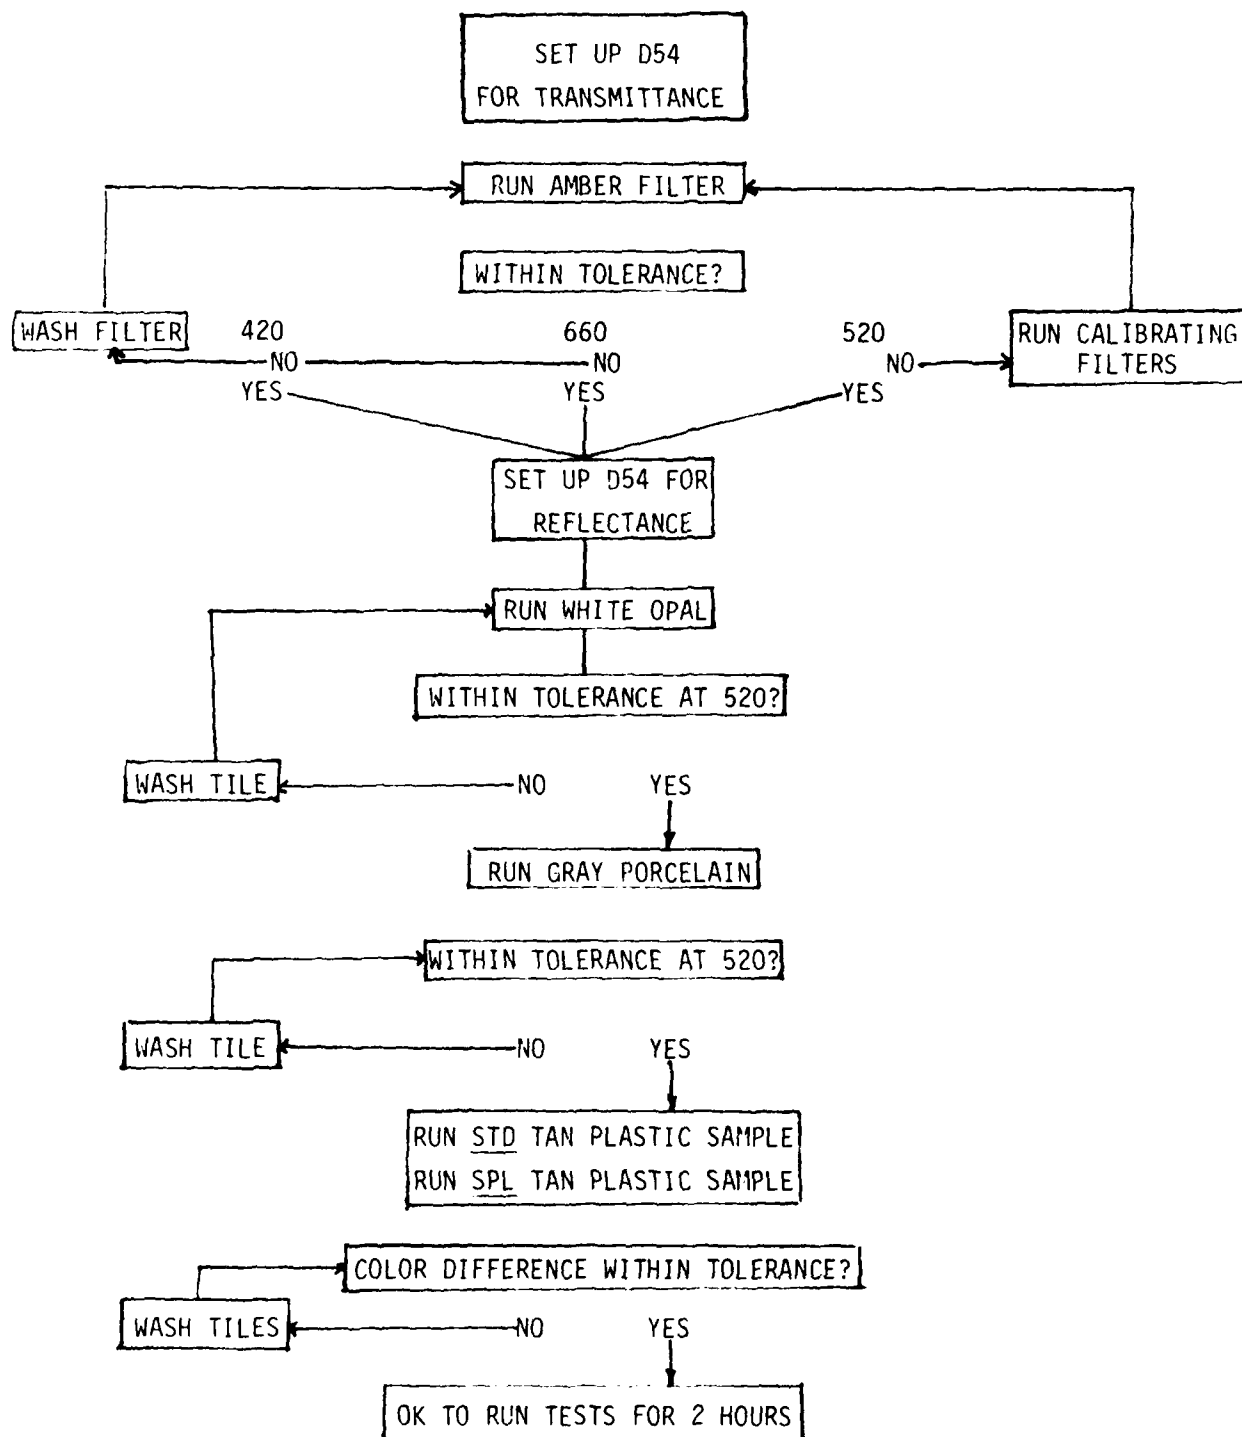 SET UP D54
FOR TRANSMITTANCE
RUN AMBER FILTER
WITHIN TOLERANCE?
WASH FILTER
420
660
520
RUN CALIBRATING
FILTERS
NO
NO
NO
YES
YES
YES
SET UP D54 FOR
REFLECTANCE
RUN WHITE OPAL
WITHIN TOLERANCE AT 520?
WASH TILE
NO
YES
RUN GRAY PORCELAIN
WITHIN TOLERANCE AT 520?
WASH TILE
NO
YES
RUN STD TAN PLASTIC SAMPLE
RUN SPL TAN PLASTIC SAMPLE
COLOR DIFFERENCE WITHIN TOLERANCE?
WASH TILES
NO
YES
OK TO RUN TESTS FOR 2 HOURS